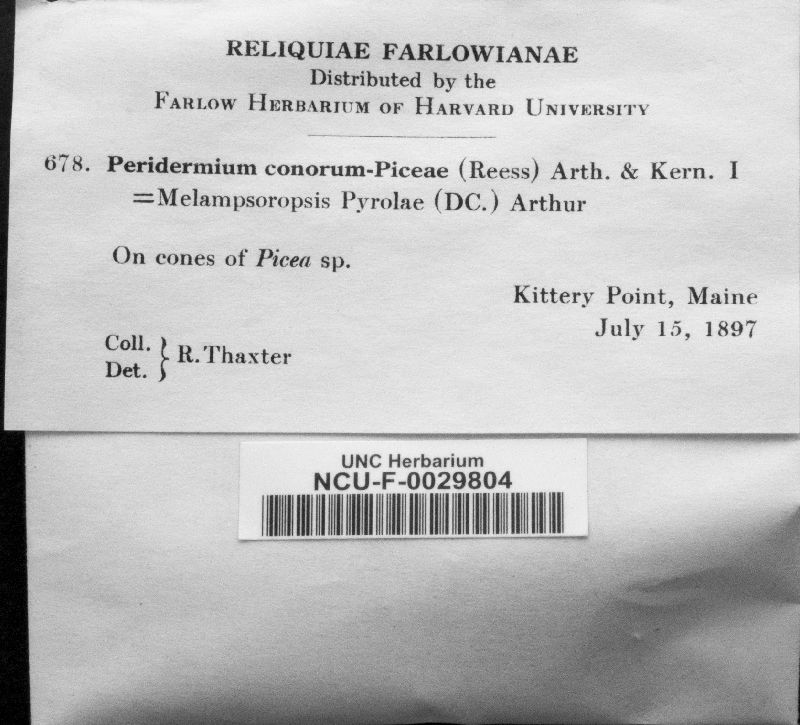 RELIQUIAE FARLOWIANAE
Distributed by the
FARLOW HERBARIUM OF HARVARD UNIVERSITY
678. Peridermium conorum-Piceae (Reess) Arth. & Kern. I
=Melampsoropsis Pyrolae (DC.) Arthur
On cones of Picea sp.
Kittery Point, Maine
July 15, 1897
Coll.
Det. } R. Thaxter
UNC Herbarium
NCU-F-0029804